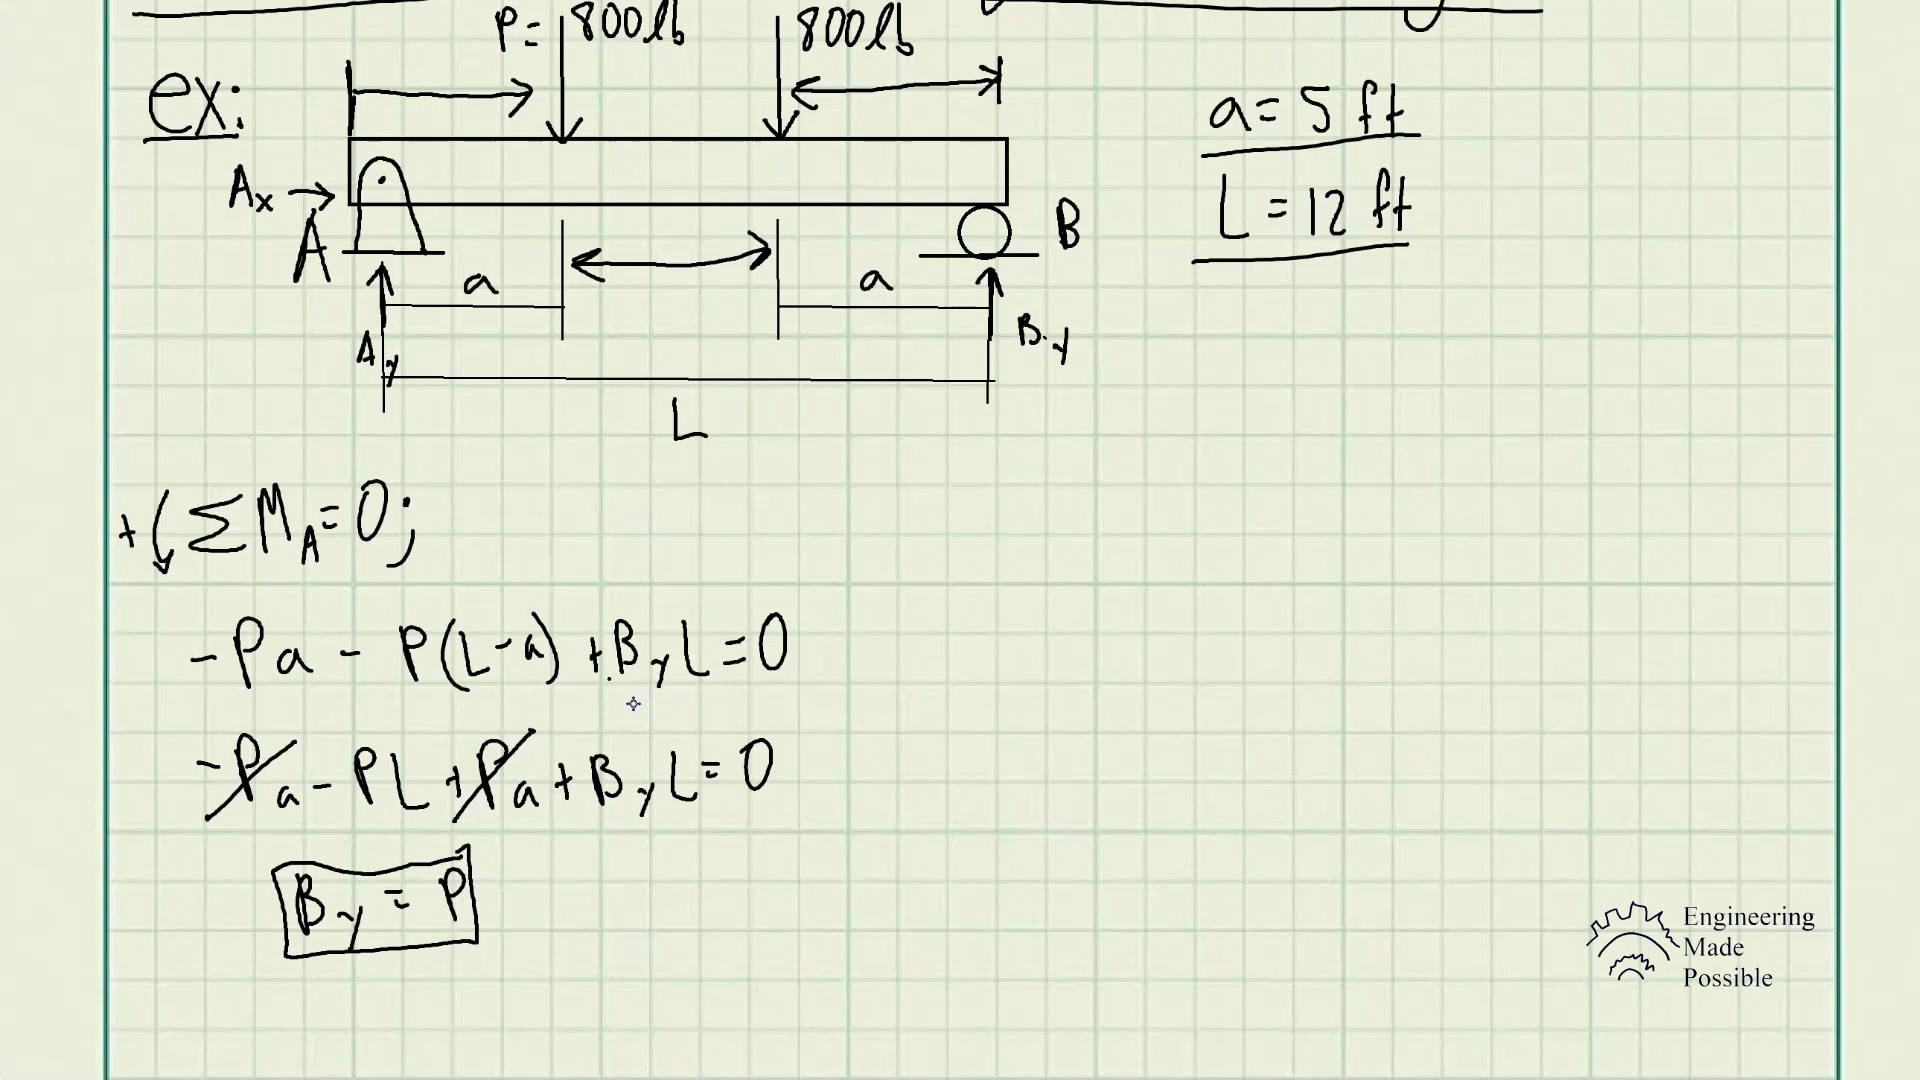 P= 800lb 800lb
ex:
a= 5 ft
Ax
L = 12 ft
A
B
a
a
Ay
By
L
+ ΣM_A=0;
-Pa - P(L-a) +ByL=0
-Pa - PL +Pa + ByL=0
By = P
Engineering
Made
Possible